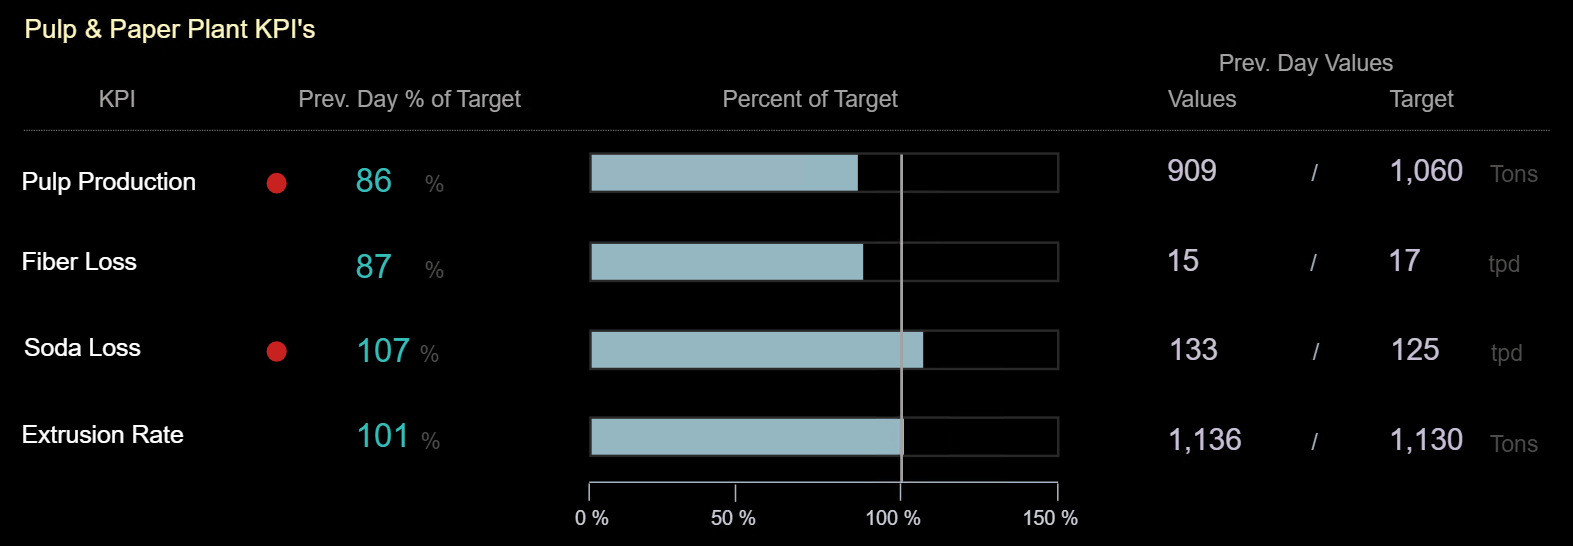 Pulp & Paper Plant KPI's
Prev. Day Values
KPI Prev. Day % of Target Percent of Target Values Target
Pulp Production 86 % 909 / 1,060 Tons
Fiber Loss 87 % 15 / 17 tpd
Soda Loss 107 % 133 / 125 tpd
Extrusion Rate 101 % 1,136 / 1,130 Tons
0 % 50 % 100 % 150 %